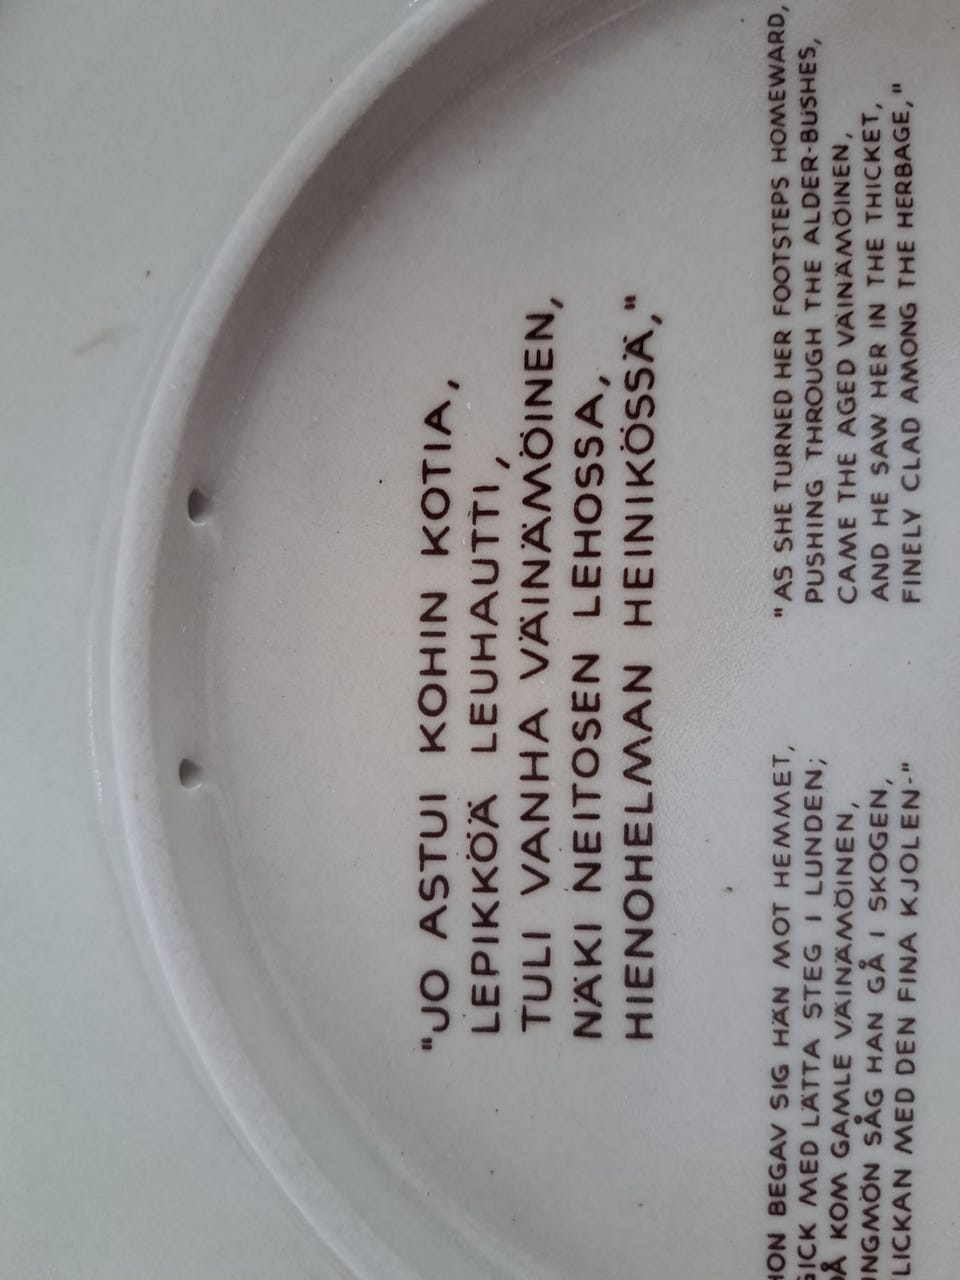 "JO ASTUI KOHIN KOTIA,
LEPIKKÖÄ LEUHAUTTI,
TULI VANHA VÄINÄMÖINEN,
NÄKI NEITOSEN LEHOSSA,
HIENOHELMAN HEINIKÖSSÄ,"
HON BEGAV SIG HÄN MOT HEMMET,
GICK MED LÄTTA STEG I LUNDEN;
Å KOM GAMLE VÄINÄMÖINEN,
NGMÖN SÅG HAN GÅ I SKOGEN,
LICKAN MED DEN FINA KJOLEN-"
"AS SHE TURNED HER FOOTSTEPS HOMEWARD,
PUSHING THROUGH THE ALDER-BUSHES,
CAME THE AGED VÄINÄMÖINEN,
AND HE SAW HER IN THE THICKET,
FINELY CLAD AMONG THE HERBAGE,"